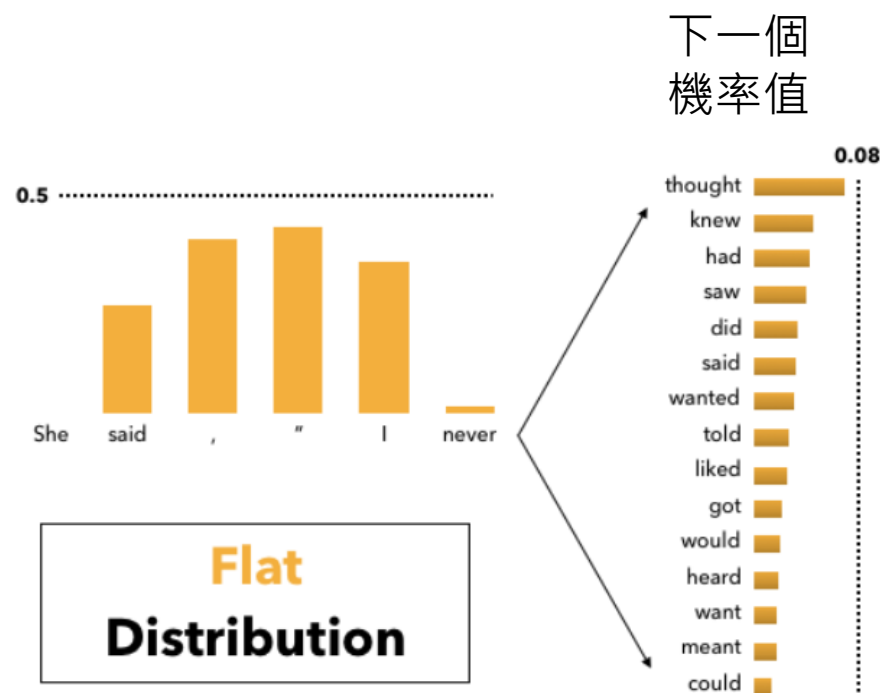 下一個
機率值
0.08
0.5
She said , " I never
Flat
Distribution
thought
knew
had
saw
did
said
wanted
told
liked
got
would
heard
want
meant
could